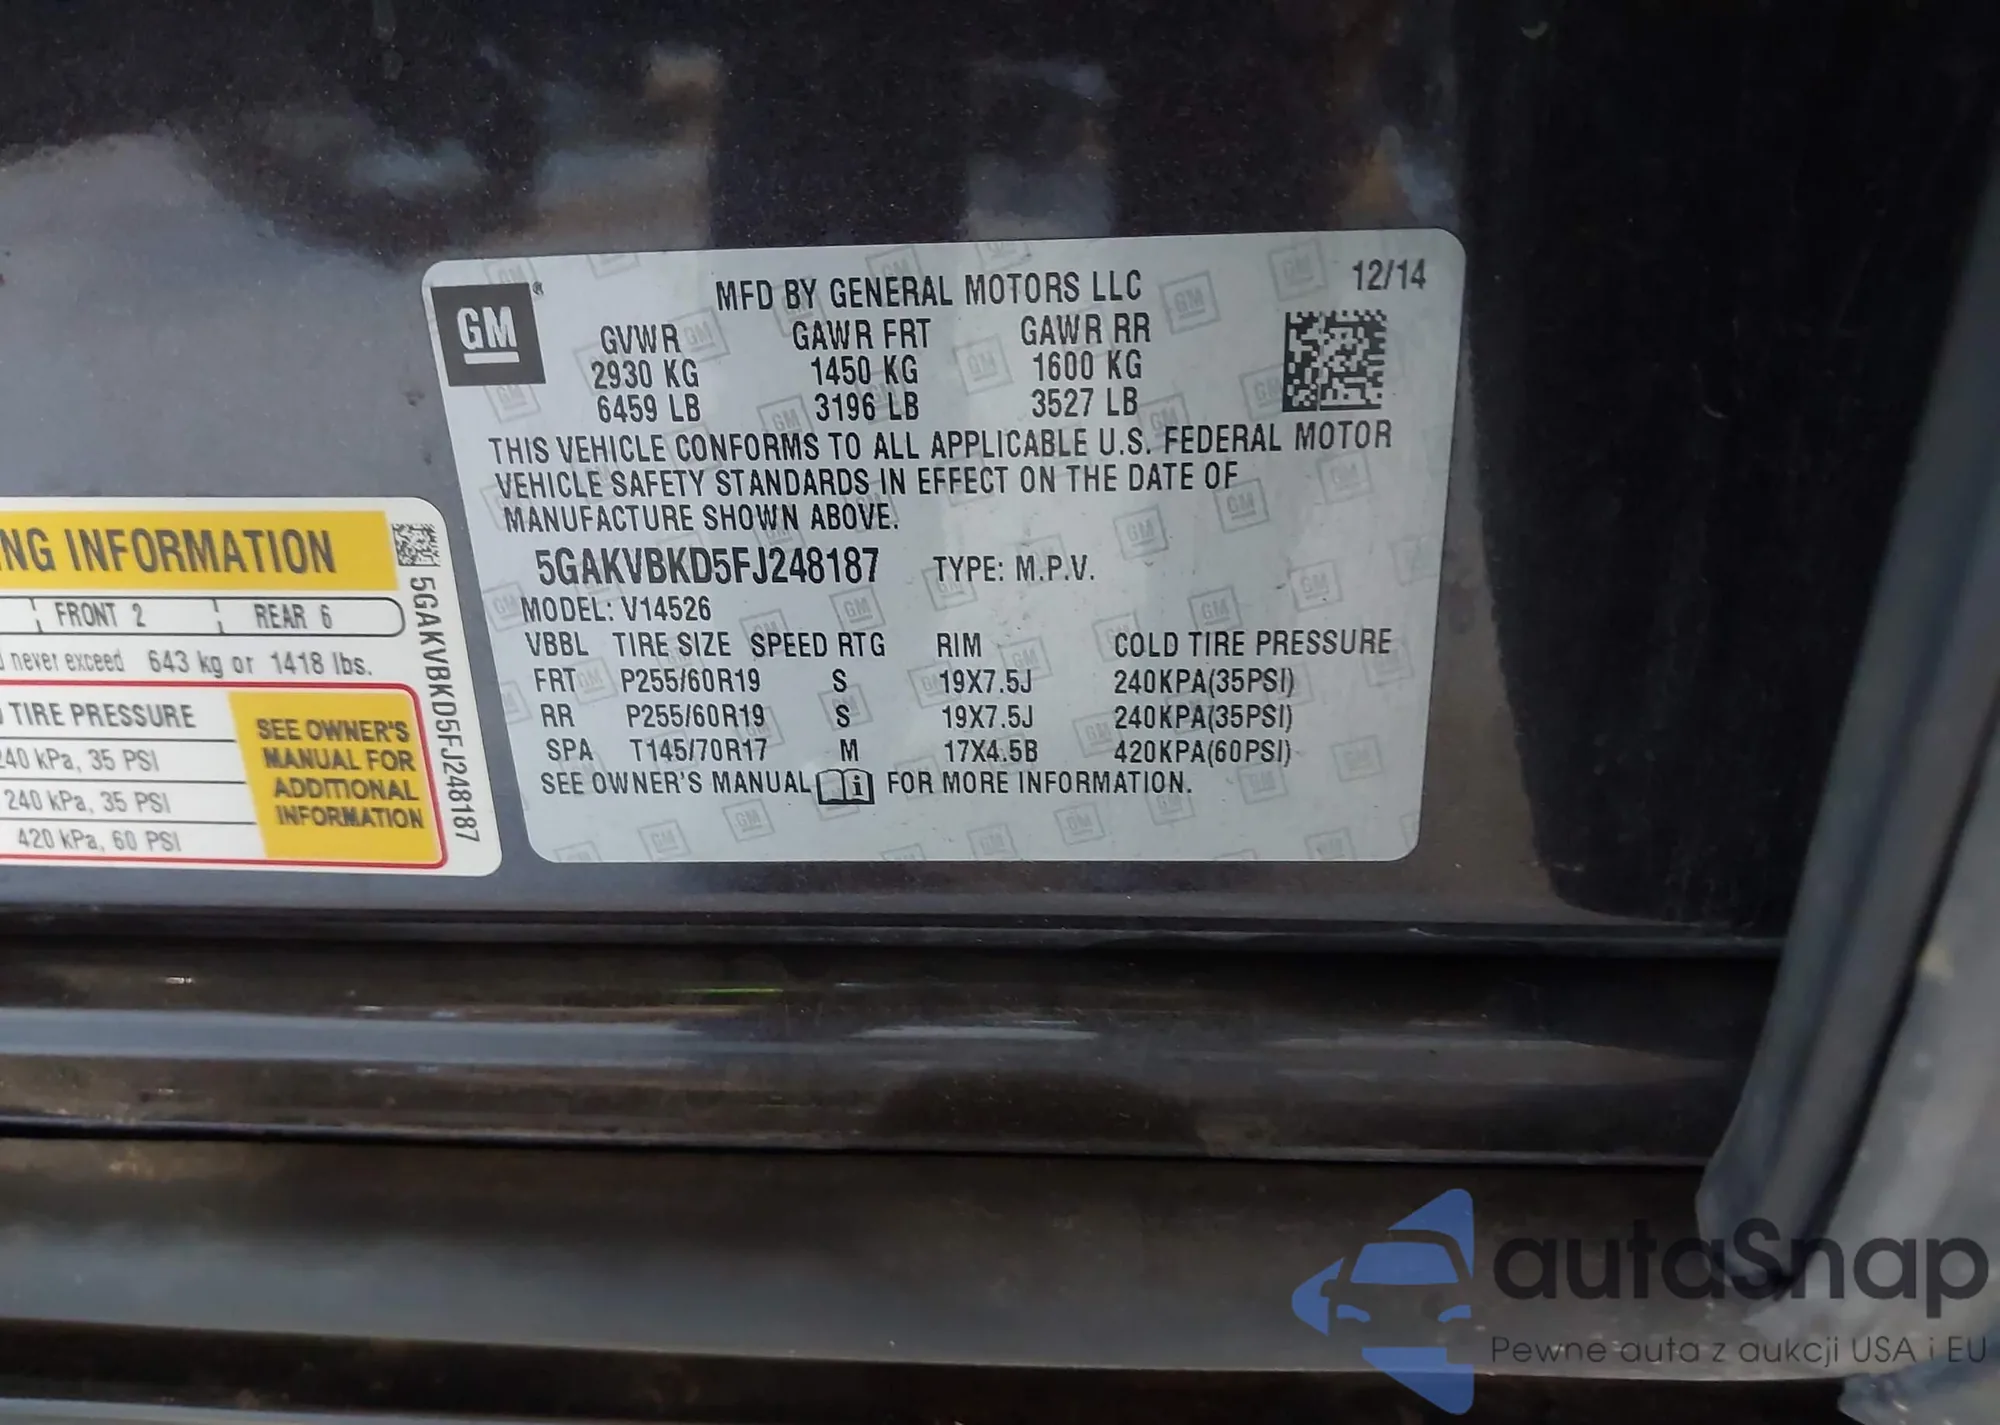 GM ®
MFD BY GENERAL MOTORS LLC 12/14
GVWR GAWR FRT GAWR RR
2930 KG 1450 KG 1600 KG
6459 LB 3196 LB 3527 LB
THIS VEHICLE CONFORMS TO ALL APPLICABLE U.S. FEDERAL MOTOR
VEHICLE SAFETY STANDARDS IN EFFECT ON THE DATE OF
MANUFACTURE SHOWN ABOVE.
5GAKVBKD5FJ248187 TYPE: M.P.V.
MODEL: V14526
VBBL TIRE SIZE SPEED RTG RIM COLD TIRE PRESSURE
FRT P255/60R19 S 19X7.5J 240KPA(35PSI)
RR P255/60R19 S 19X7.5J 240KPA(35PSI)
SPA T145/70R17 M 17X4.5B 420KPA(60PSI)
SEE OWNER'S MANUAL FOR MORE INFORMATION.
NG INFORMATION
FRONT 2 REAR 6
never exceed 643 kg or 1418 lbs.
TIRE PRESSURE
240 kPa, 35 PSI
240 kPa, 35 PSI
420 kPa, 60 PSI
SEE OWNER'S
MANUAL FOR
ADDITIONAL
INFORMATION
5GAKVBKD5FJ248187
autaSnap
Pewne auta z aukcji USA i EU